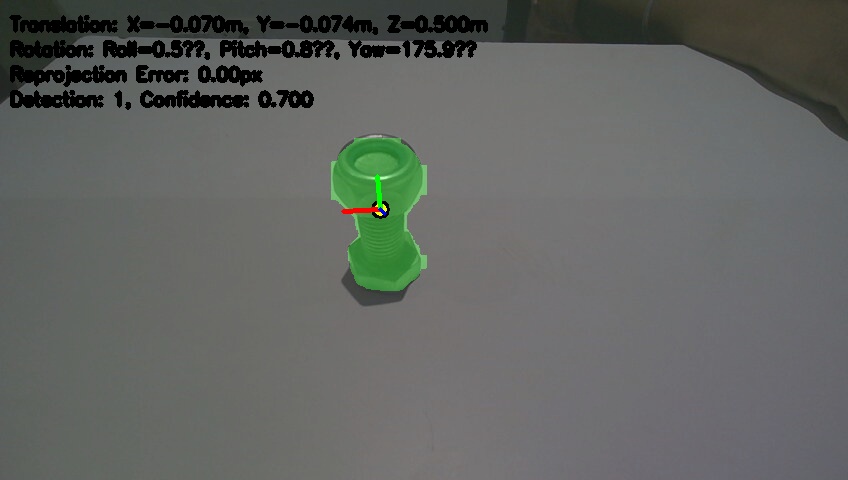 Translation: X=-0.070m, Y=-0.074m, Z=0.500m
Rotation: Roll=0.5??, Pitch=0.8??, Yaw=175.9??
Reprojection Error: 0.00px
Detection: 1, Confidence: 0.700